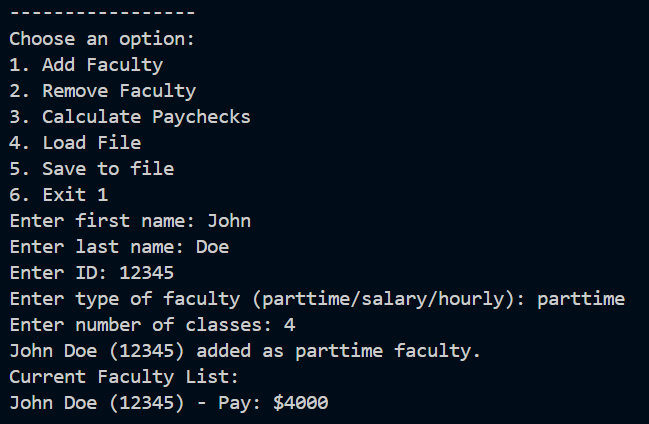 -----------------
Choose an option:
1. Add Faculty
2. Remove Faculty
3. Calculate Paychecks
4. Load File
5. Save to file
6. Exit 1
Enter first name: John
Enter last name: Doe
Enter ID: 12345
Enter type of faculty (parttime/salary/hourly): parttime
Enter number of classes: 4
John Doe (12345) added as parttime faculty.
Current Faculty List:
John Doe (12345) - Pay: $4000